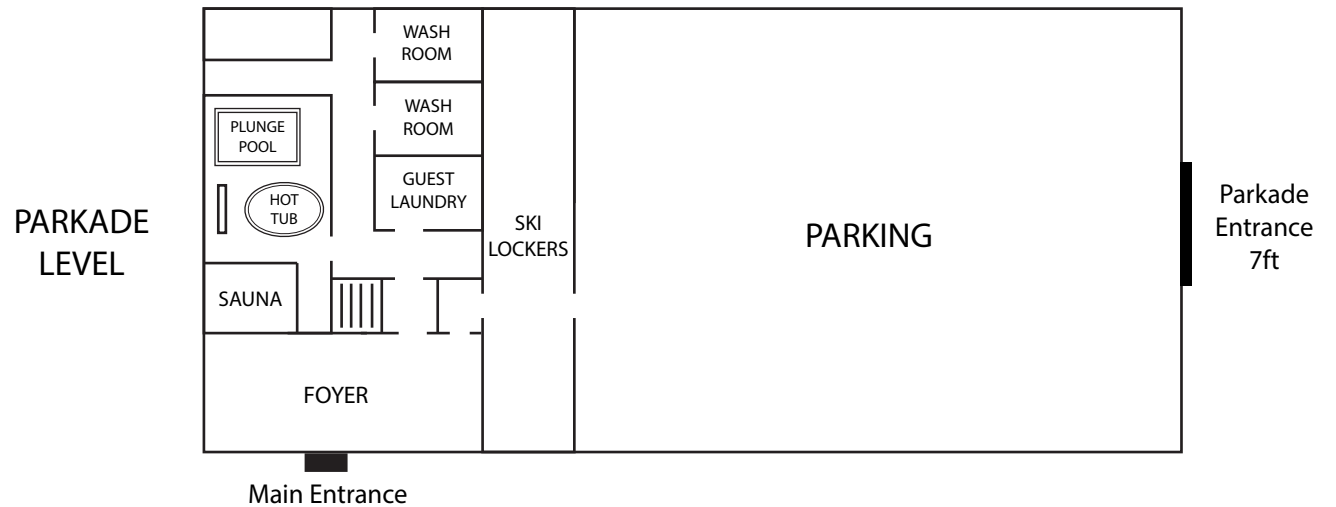 PARKADE
LEVEL
WASH
ROOM
WASH
ROOM
PLUNGE
POOL
HOT
TUB
GUEST
LAUNDRY
SAUNA
FOYER
SKI
LOCKERS
PARKING
Parkade
Entrance
7ft
Main Entrance